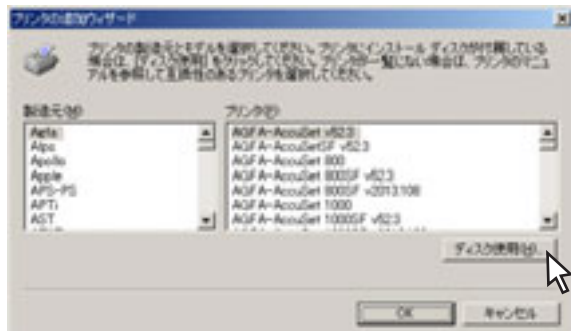 プリンタの追加ウィザード
プリンタの製造元とモデルを選択してください。プリンタにインストール ディスクが付属している
場合は、[ディスク使用] をクリックしてください。プリンタが一覧にない場合は、プリンタのマニュ
アルを参照して互換性のあるプリンタを選択してください。
製造元(M)
プリンタ(P)
Agfa
Alps
Apollo
Apple
APS-PS
APTi
AST
AGFA-AccuSet v52.3
AGFA-AccuSetSF v52.3
AGFA-AccuSet 800
AGFA-AccuSet 800SF v52.3
AGFA-AccuSet 800SF v2013.108
AGFA-AccuSet 1000
AGFA-AccuSet 1000SF v52.3
ディスク使用(H)...
OK
キャンセル